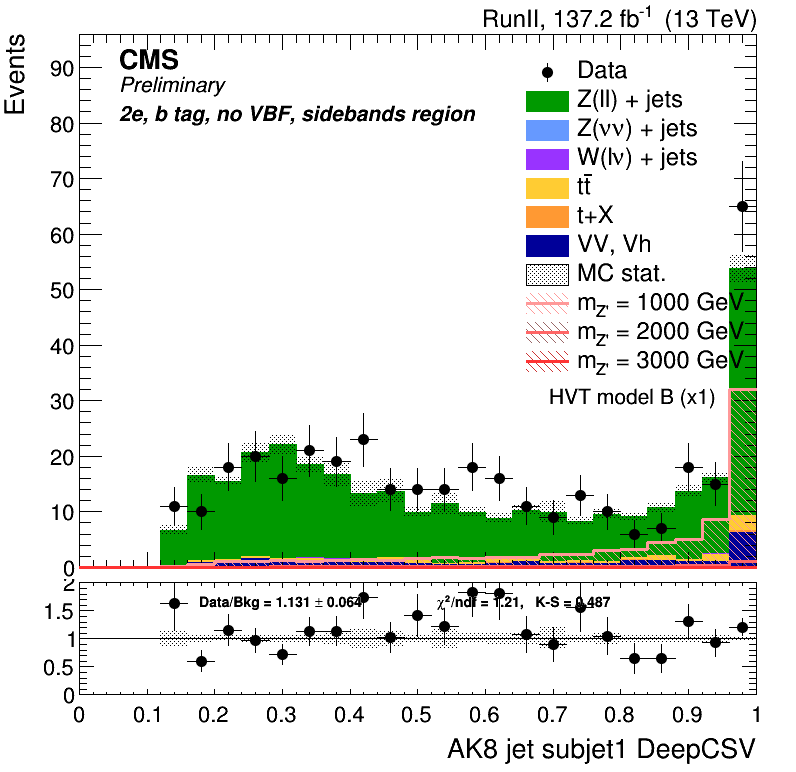 RunII, 137.2 fb⁻¹ (13 TeV)
Events
CMS
Preliminary
2e, b tag, no VBF, sidebands region
Data
Z(ll) + jets
Z(νν) + jets
W(lν) + jets
tt̄
t+X
VV, Vh
MC stat.
m_Z' = 1000 GeV
m_Z' = 2000 GeV
m_Z' = 3000 GeV
HVT model B (x1)
90
80
70
60
50
40
30
20
10
0
Data/Bkg = 1.131 ± 0.064
χ²/ndf = 1.21, K-S = 0.487
2
1.5
1
0.5
0
0 0.1 0.2 0.3 0.4 0.5 0.6 0.7 0.8 0.9 1
AK8 jet subjet1 DeepCSV